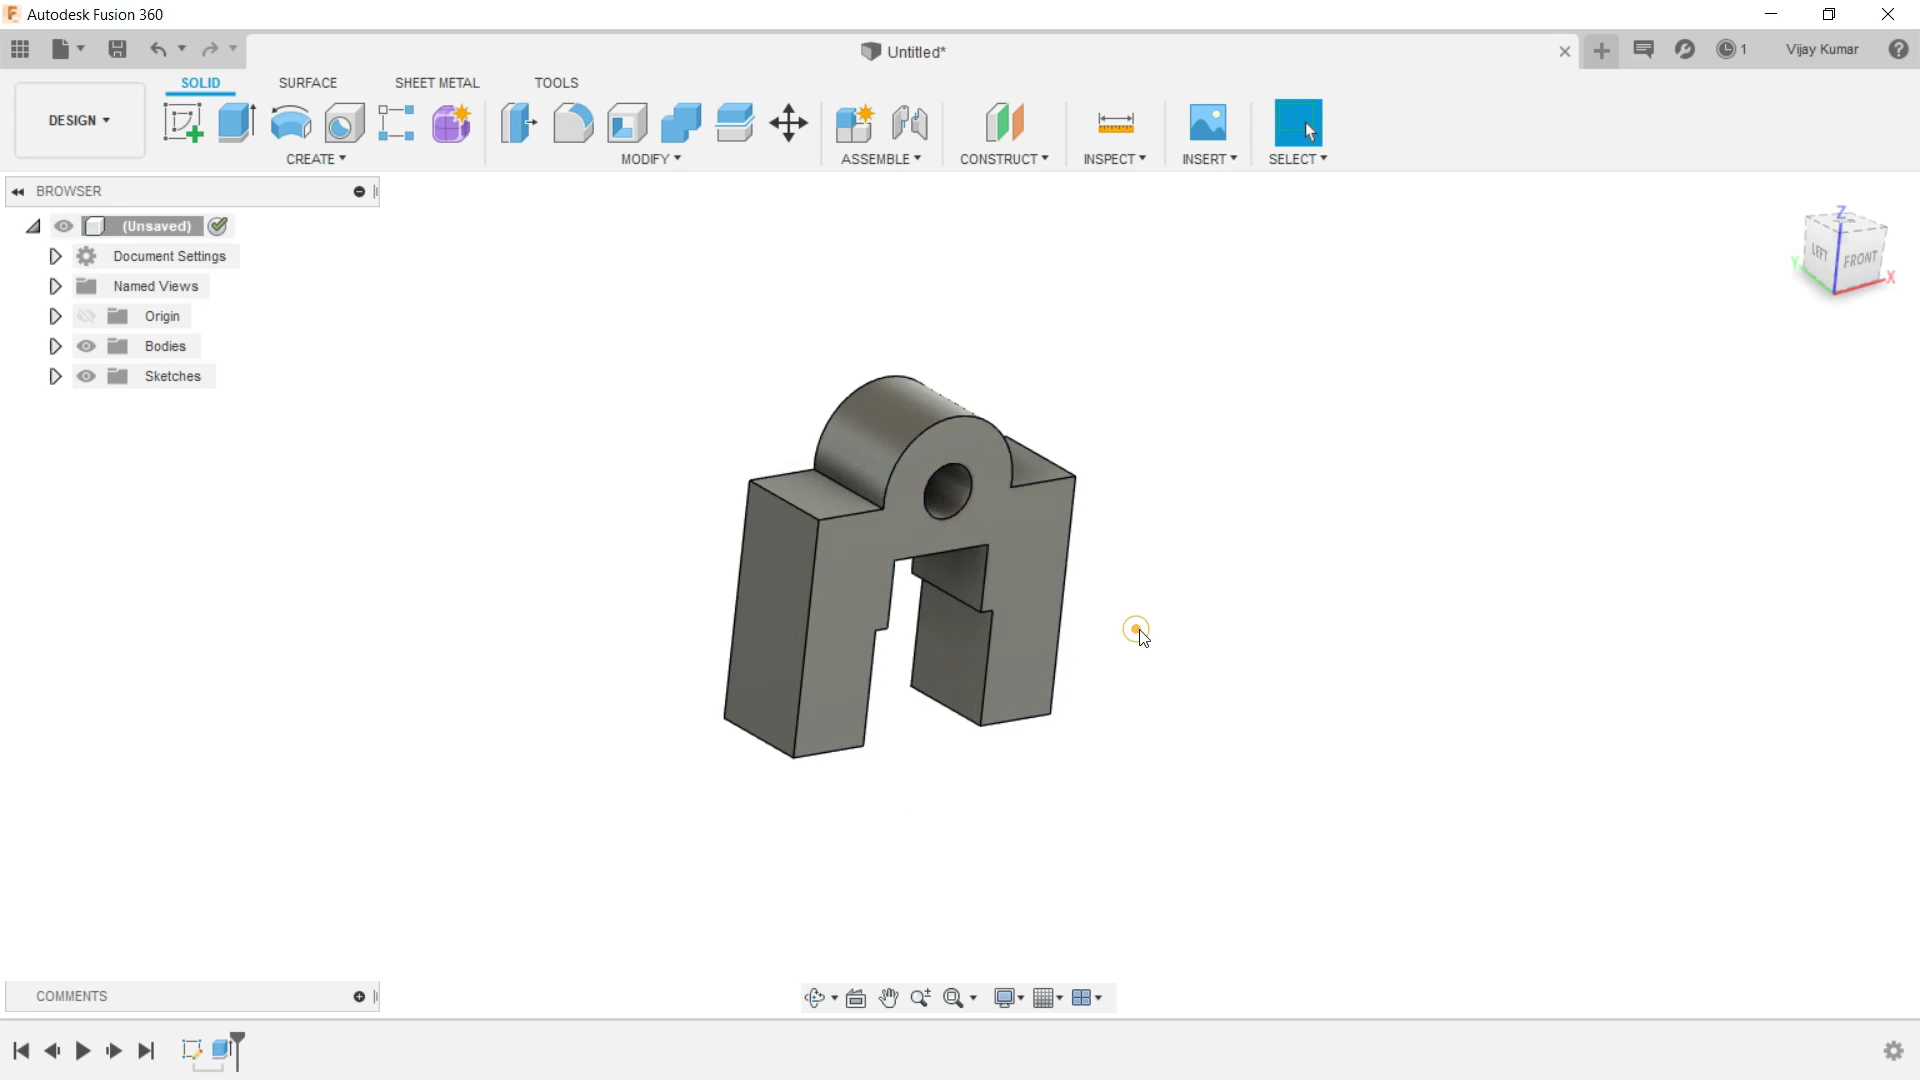 Autodesk Fusion 360
Untitled*
1
Vijay Kumar
SOLID
SURFACE
SHEET METAL
TOOLS
DESIGN
CREATE
MODIFY
ASSEMBLE
CONSTRUCT
INSPECT
INSERT
SELECT
BROWSER
(Unsaved)
Document Settings
Named Views
Origin
Bodies
Sketches
Z
LEFT
FRONT
Y
X
COMMENTS